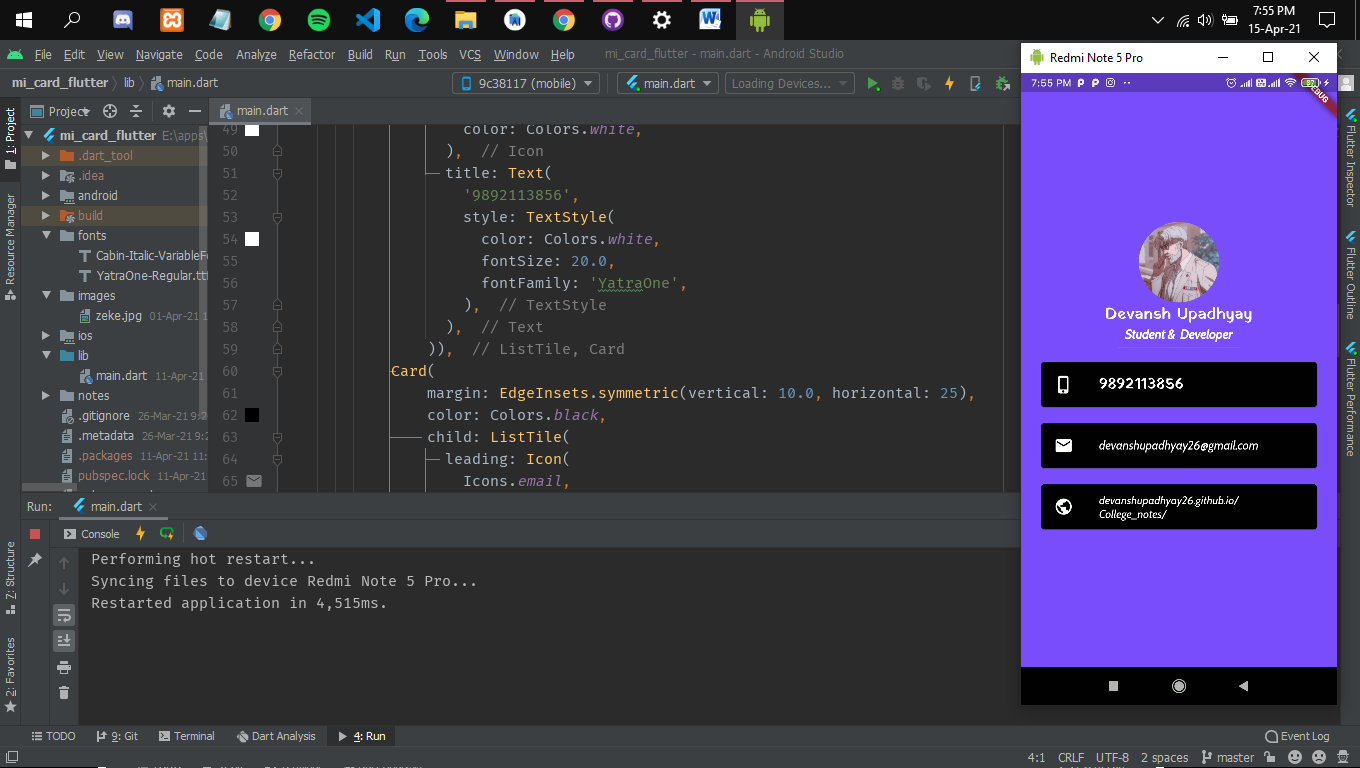 7:55 PM
15-Apr-21
File Edit View Navigate Code Analyze Refactor Build Run Tools VCS Window Help mi_card_flutter - main.dart - Android Studio
mi_card_flutter lib main.dart
9c38117 (mobile) main.dart Loading Devices...
1: Project
Resource Manager
Z: Structure
2: Favorites
Project
mi_card_flutter E:\apps\
.dart_tool
.idea
android
build
fonts
Cabin-Italic-VariableF
YatraOne-Regular.ttf
images
zeke.jpg 01-Apr-21 1
ios
lib
main.dart 11-Apr-21
notes
.gitignore 26-Mar-21 9:2
.metadata 26-Mar-21 9:2
.packages 11-Apr-21 11:
pubspec.lock 11-Apr-21
main.dart
49 color: Colors.white,
50 ), // Icon
51 title: Text(
52 '9892113856',
53 style: TextStyle(
54 color: Colors.white,
55 fontSize: 20.0,
56 fontFamily: 'YatraOne',
57 ), // TextStyle
58 ), // Text
59 )), // ListTile, Card
60 Card(
61 margin: EdgeInsets.symmetric(vertical: 10.0, horizontal: 25),
62 color: Colors.black,
63 child: ListTile(
64 leading: Icon(
65 Icons.email,
Run: main.dart
Console
Performing hot restart...
Syncing files to device Redmi Note 5 Pro...
Restarted application in 4,515ms.
Redmi Note 5 Pro
7:55 PM
97
DEBUG
Devansh Upadhyay
Student & Developer
9892113856
devanshupadhyay26@gmail.com
devanshupadhyay26.github.io/
College_notes/
Flutter Inspector
Flutter Outline
Flutter Performance
TODO 9: Git Terminal Dart Analysis 4: Run Event Log
4:1 CRLF UTF-8 2 spaces master